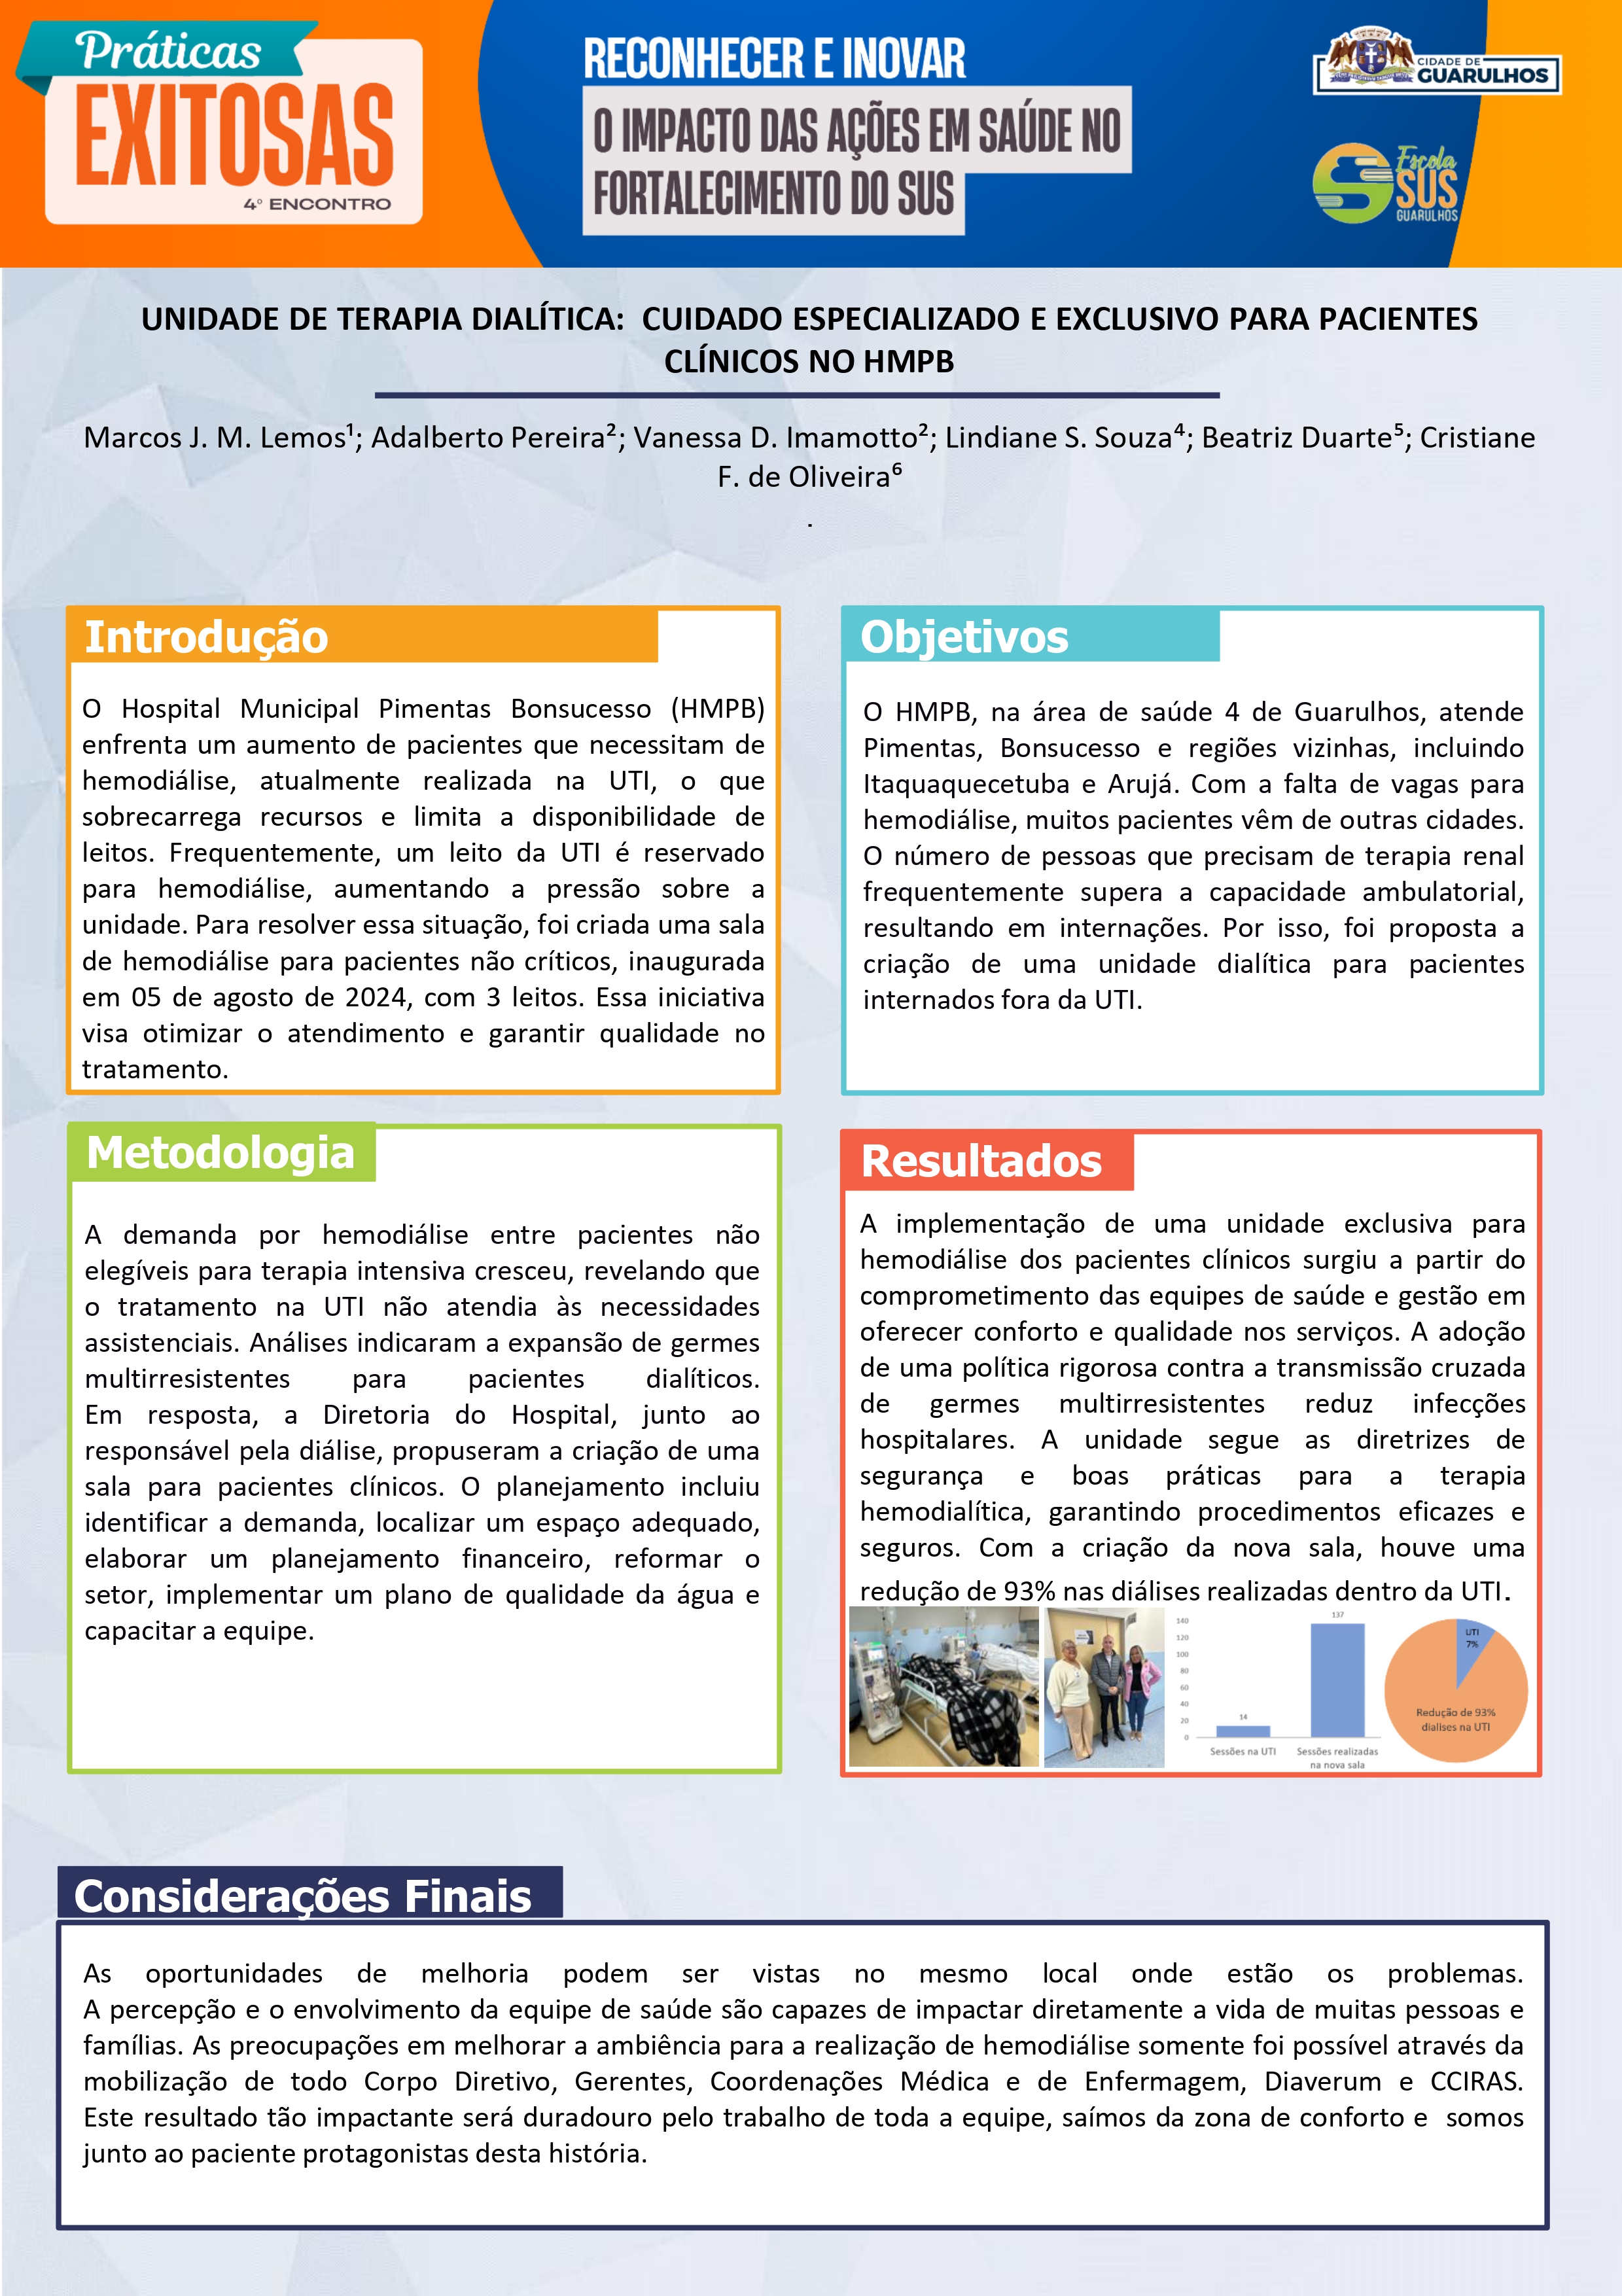 Práticas
EXITOSAS
4º ENCONTRO
RECONHECER E INOVAR
O IMPACTO DAS AÇÕES EM SAÚDE NO
FORTALECIMENTO DO SUS
CIDADE DE
GUARULHOS
Escola
SUS
GUARULHOS
UNIDADE DE TERAPIA DIALÍTICA:  CUIDADO ESPECIALIZADO E EXCLUSIVO PARA PACIENTES
CLÍNICOS NO HMPB
Marcos J. M. Lemos¹; Adalberto Pereira²; Vanessa D. Imamotto²; Lindiane S. Souza⁴; Beatriz Duarte⁵; Cristiane
F. de Oliveira⁶
.
Introdução
O Hospital Municipal Pimentas Bonsucesso (HMPB)
enfrenta um aumento de pacientes que necessitam de
hemodiálise, atualmente realizada na UTI, o que
sobrecarrega recursos e limita a disponibilidade de
leitos. Frequentemente, um leito da UTI é reservado
para hemodiálise, aumentando a pressão sobre a
unidade. Para resolver essa situação, foi criada uma sala
de hemodiálise para pacientes não críticos, inaugurada
em 05 de agosto de 2024, com 3 leitos. Essa iniciativa
visa otimizar o atendimento e garantir qualidade no
tratamento.
Objetivos
O HMPB, na área de saúde 4 de Guarulhos, atende
Pimentas, Bonsucesso e regiões vizinhas, incluindo
Itaquaquecetuba e Arujá. Com a falta de vagas para
hemodiálise, muitos pacientes vêm de outras cidades.
O número de pessoas que precisam de terapia renal
frequentemente supera a capacidade ambulatorial,
resultando em internações. Por isso, foi proposta a
criação de uma unidade dialítica para pacientes
internados fora da UTI.
Metodologia
A demanda por hemodiálise entre pacientes não
elegíveis para terapia intensiva cresceu, revelando que
o tratamento na UTI não atendia às necessidades
assistenciais. Análises indicaram a expansão de germes
multirresistentes para pacientes dialíticos.
Em resposta, a Diretoria do Hospital, junto ao
responsável pela diálise, propuseram a criação de uma
sala para pacientes clínicos. O planejamento incluiu
identificar a demanda, localizar um espaço adequado,
elaborar um planejamento financeiro, reformar o
setor, implementar um plano de qualidade da água e
capacitar a equipe.
Resultados
A implementação de uma unidade exclusiva para
hemodiálise dos pacientes clínicos surgiu a partir do
comprometimento das equipes de saúde e gestão em
oferecer conforto e qualidade nos serviços. A adoção
de uma política rigorosa contra a transmissão cruzada
de germes multirresistentes reduz infecções
hospitalares. A unidade segue as diretrizes de
segurança e boas práticas para a terapia
hemodialítica, garantindo procedimentos eficazes e
seguros. Com a criação da nova sala, houve uma
redução de 93% nas diálises realizadas dentro da UTI.
140
120
100
80
60
40
20
0
14
137
Sessões na UTI
Sessões realizadas
na nova sala
UTI
7%
Redução de 93%
dialises na UTI
Considerações Finais
As oportunidades de melhoria podem ser vistas no mesmo local onde estão os problemas.
A percepção e o envolvimento da equipe de saúde são capazes de impactar diretamente a vida de muitas pessoas e
famílias. As preocupações em melhorar a ambiência para a realização de hemodiálise somente foi possível através da
mobilização de todo Corpo Diretivo, Gerentes, Coordenações Médica e de Enfermagem, Diaverum e CCIRAS.
Este resultado tão impactante será duradouro pelo trabalho de toda a equipe, saímos da zona de conforto e  somos
junto ao paciente protagonistas desta história.